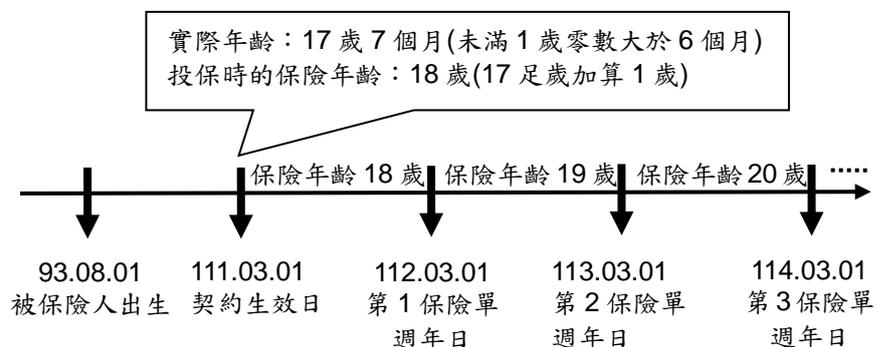 實際年齡：17 歲 7 個月(未滿 1 歲零數大於 6 個月)
投保時的保險年齡：18 歲(17 足歲加算 1 歲)
保險年齡 18 歲 保險年齡 19 歲 保險年齡 20 歲 .....
93.08.01 111.03.01 112.03.01 113.03.01 114.03.01
被保險人出生 契約生效日 第 1 保險單 第 2 保險單 第 3 保險單
週年日 週年日 週年日